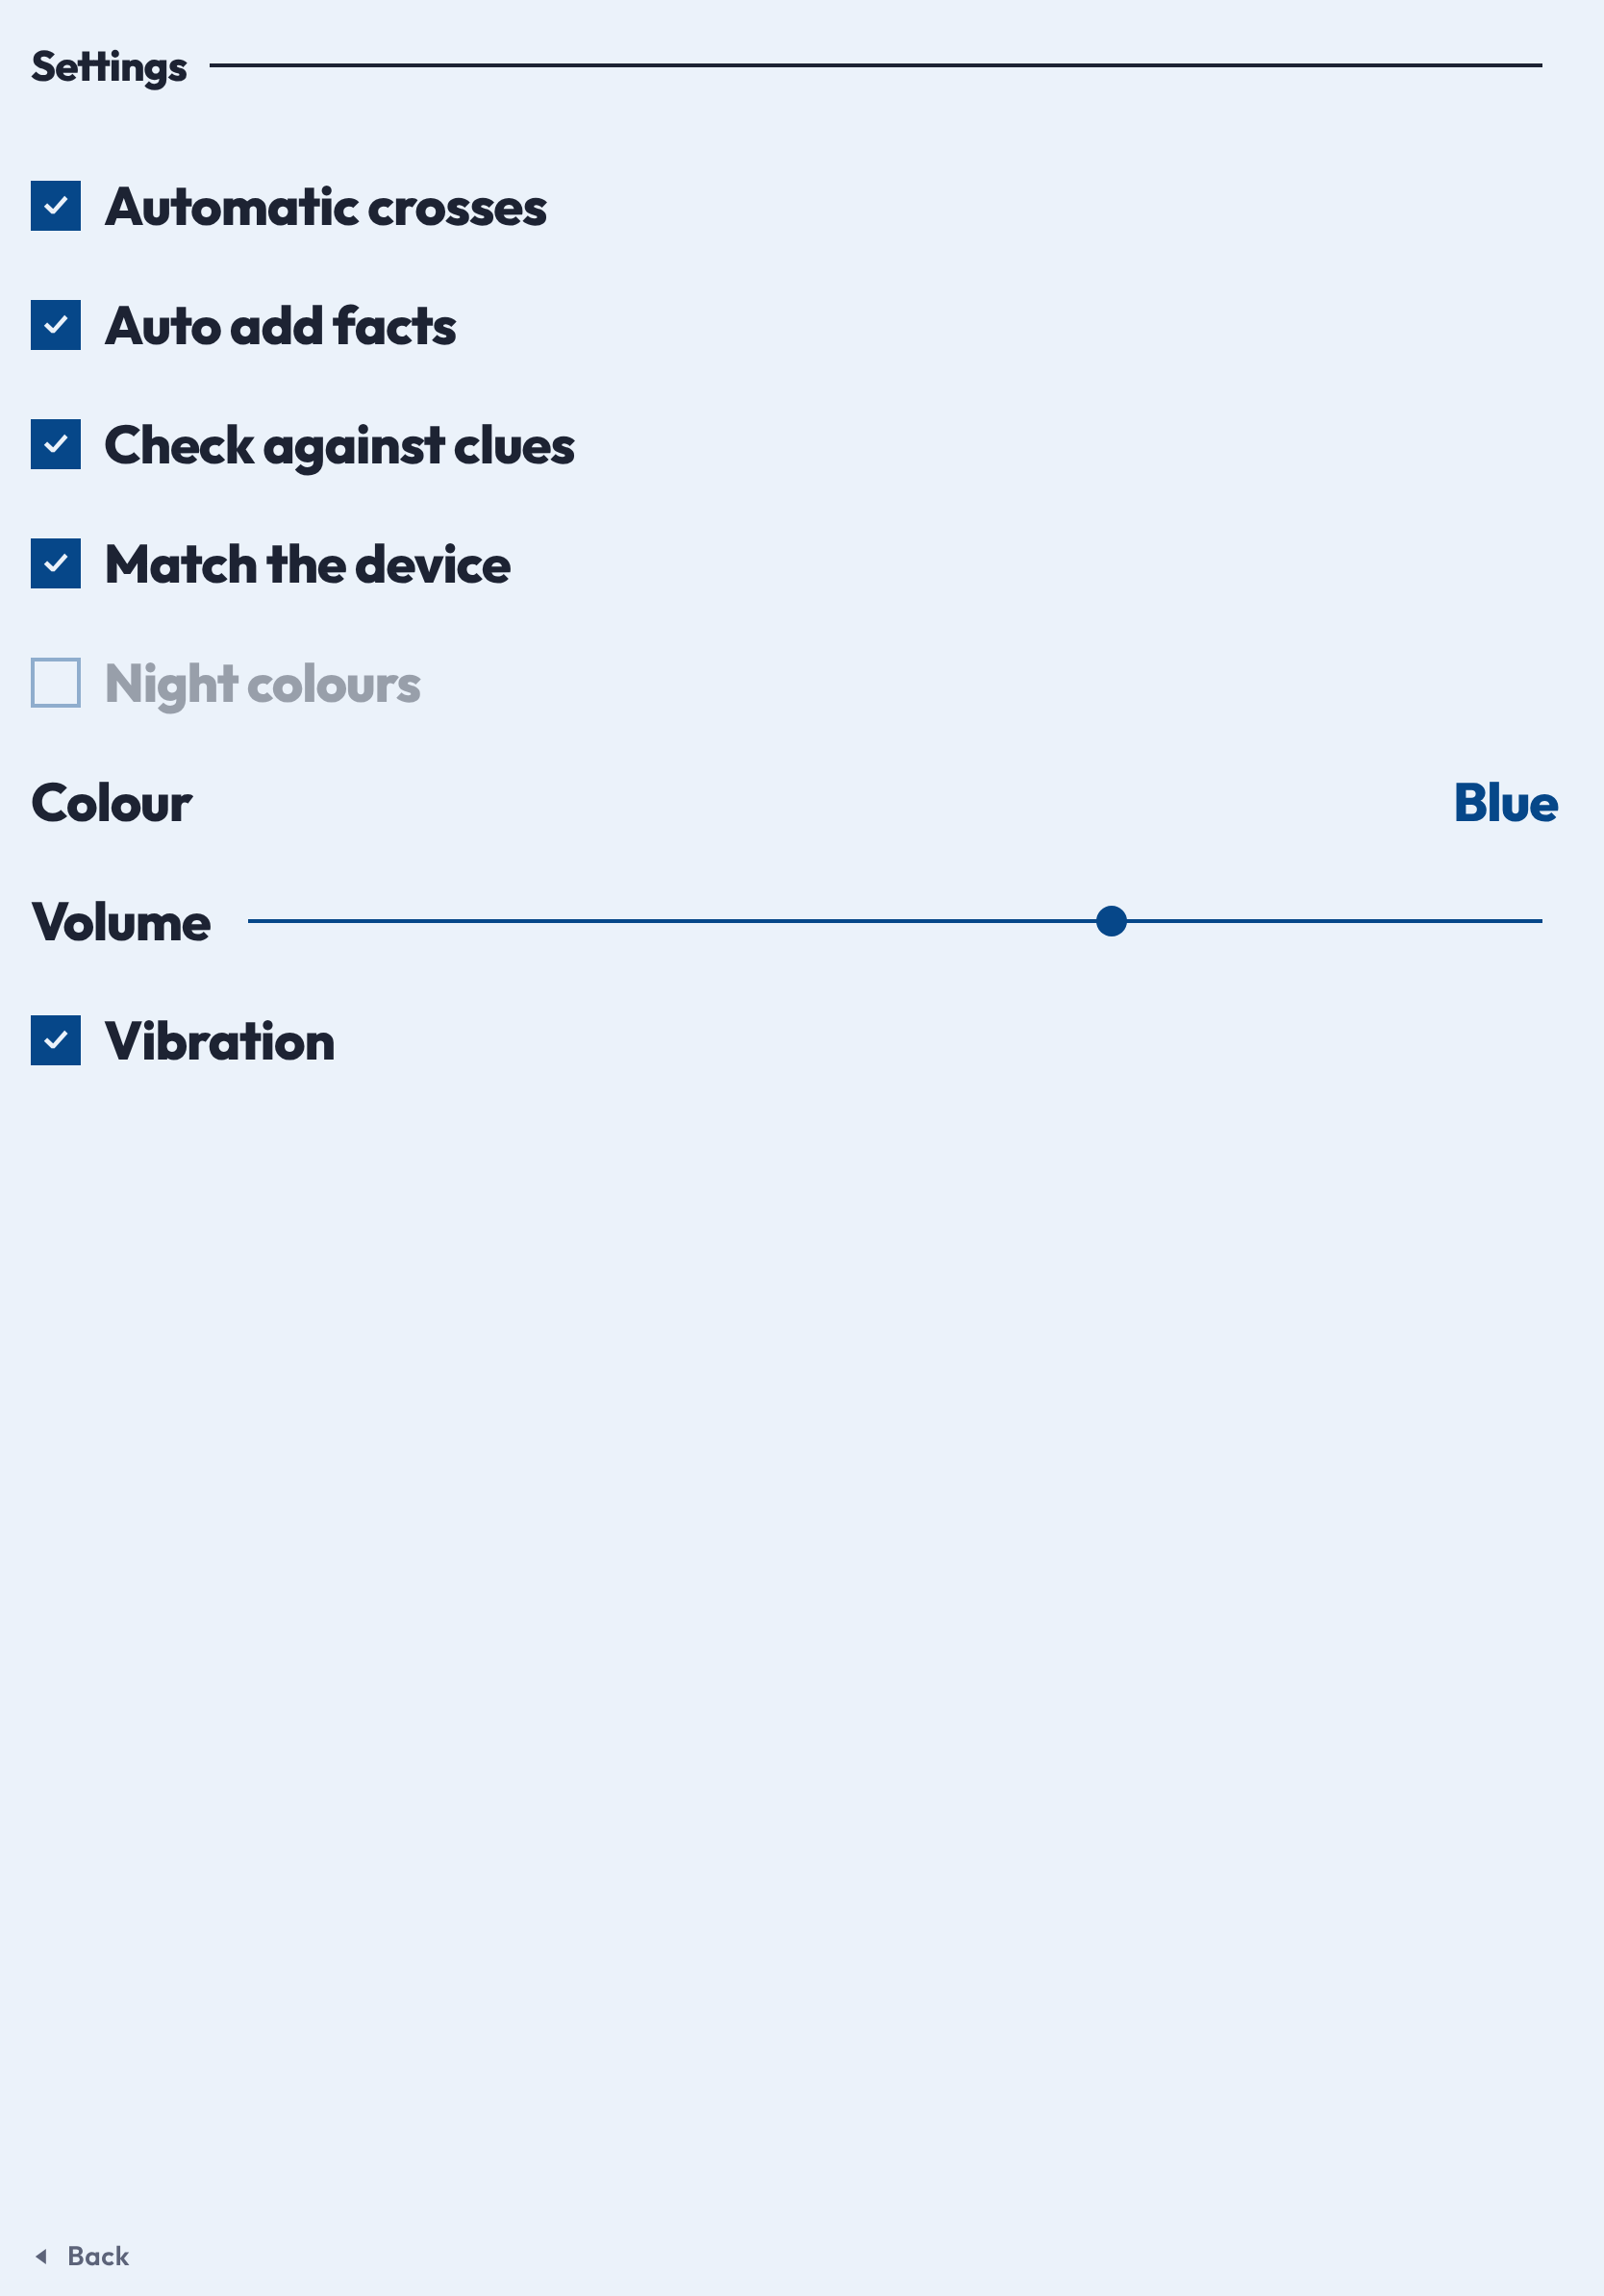 Settings
Automatic crosses
Auto add facts
Check against clues
Match the device
Night colours
Colour Blue
Volume
Vibration
Back